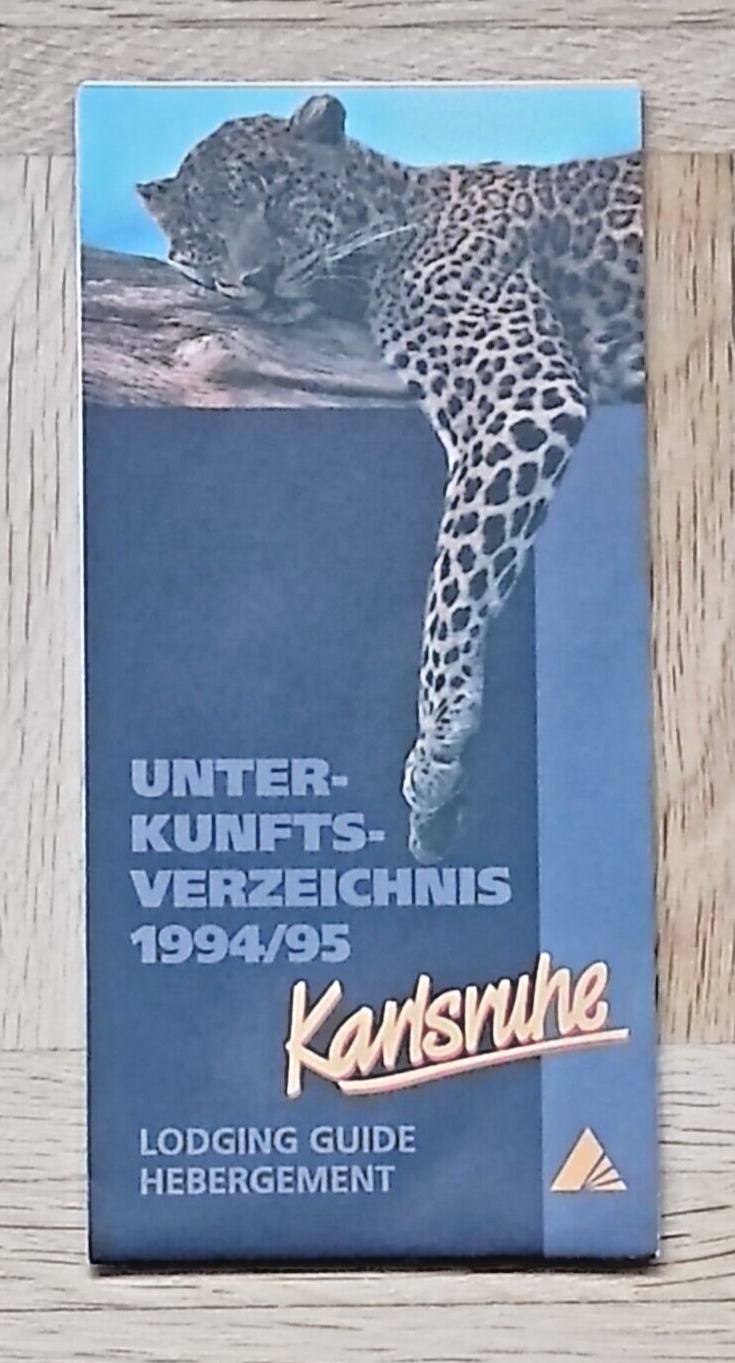 UNTER-
KUNFTS-
VERZEICHNIS
1994/95
Karlsruhe
LODGING GUIDE
HEBERGEMENT